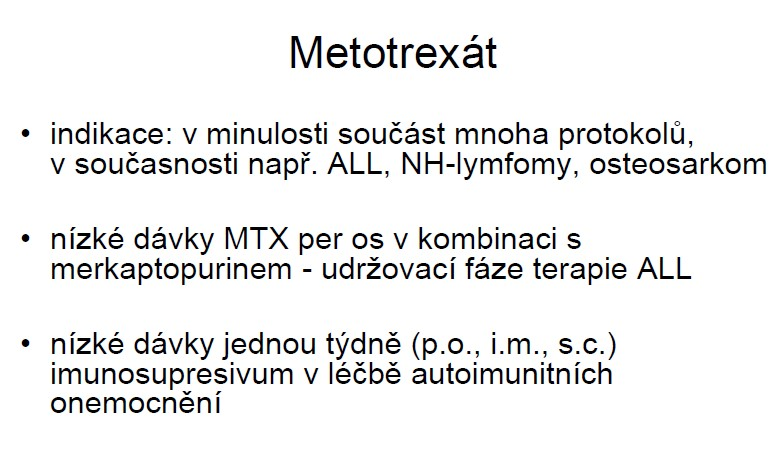 Metotrexát
• indikace: v minulosti součást mnoha protokolů,
v současnosti např. ALL, NH-lymfomy, osteosarkom
• nízké dávky MTX per os v kombinaci s
merkaptopurinem - udržovací fáze terapie ALL
• nízké dávky jednou týdně (p.o., i.m., s.c.)
imunosupresivum v léčbě autoimunitních
onemocnění